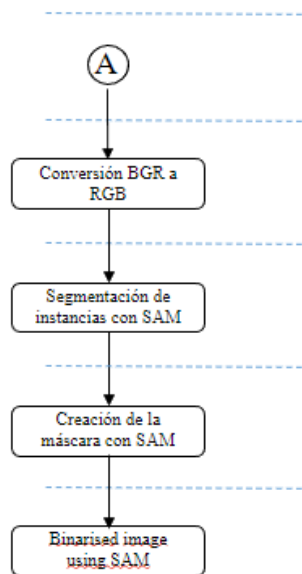 A
Conversión BGR a
RGB
Segmentación de
instancias con SAM
Creación de la
máscara con SAM
Binarised image
using SAM